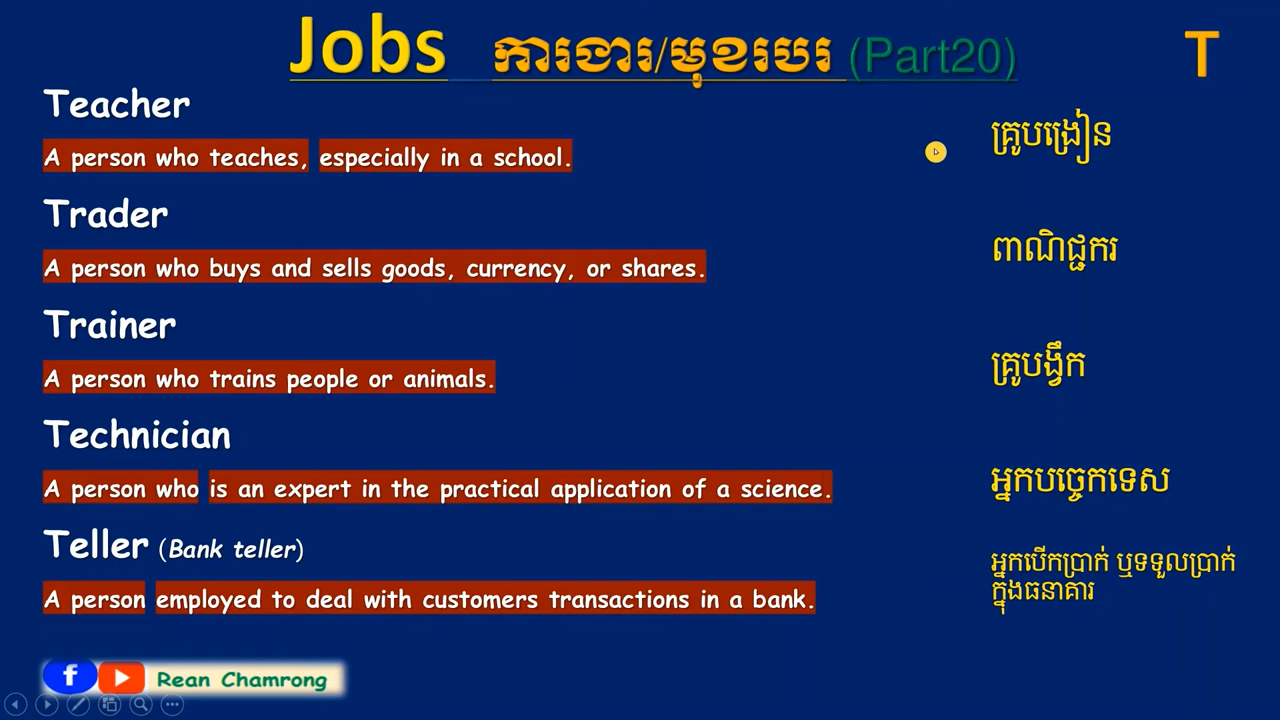 Jobs ការងារ/មុខរបរ (Part20) T
Teacher
A person who teaches, especially in a school.
គ្រូបង្រៀន
Trader
A person who buys and sells goods, currency, or shares.
ពាណិជ្ជករ
Trainer
A person who trains people or animals.
គ្រូបង្វឹក
Technician
A person who is an expert in the practical application of a science.
អ្នកបច្ចេកទេស
Teller (Bank teller)
A person employed to deal with customers transactions in a bank.
អ្នកបើកប្រាក់ ឬទទួលប្រាក់
ក្នុងធនាគារ
f Rean Chamrong